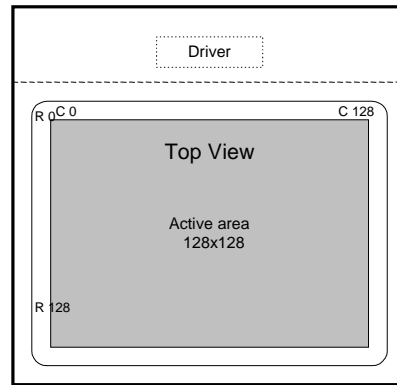 Driver
C 0
C 128
R 0
Top View
Active area
128x128
R 128